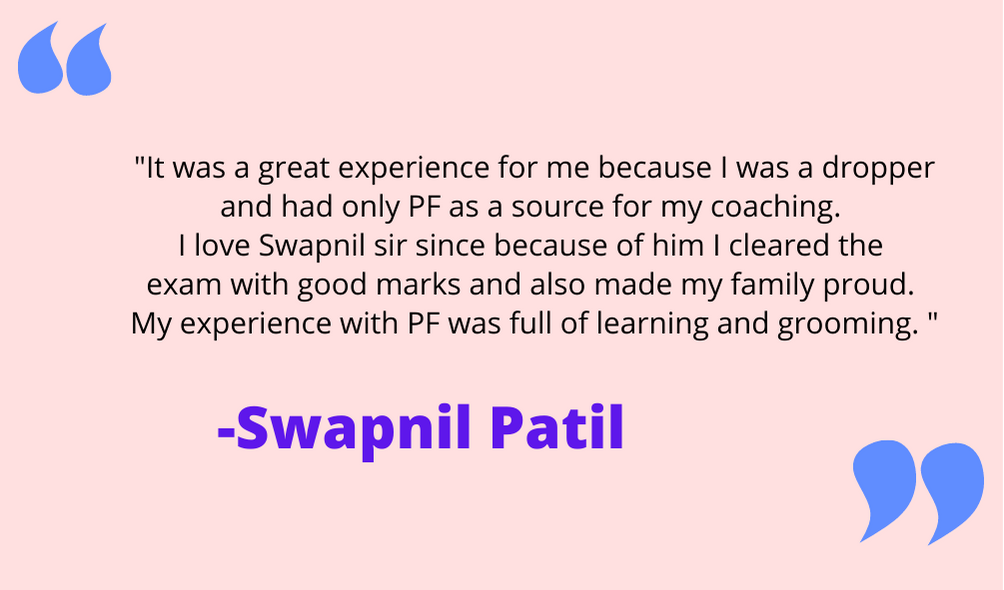 "It was a great experience for me because I was a dropper
and had only PF as a source for my coaching.
I love Swapnil sir since because of him I cleared the
exam with good marks and also made my family proud.
My experience with PF was full of learning and grooming. "
-Swapnil Patil